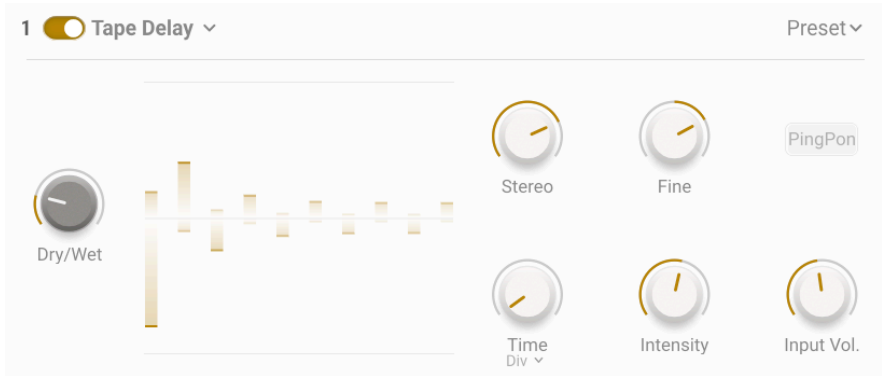 1 Tape Delay Preset
Stereo Fine PingPon
Dry/Wet
Time Intensity Input Vol.
Div